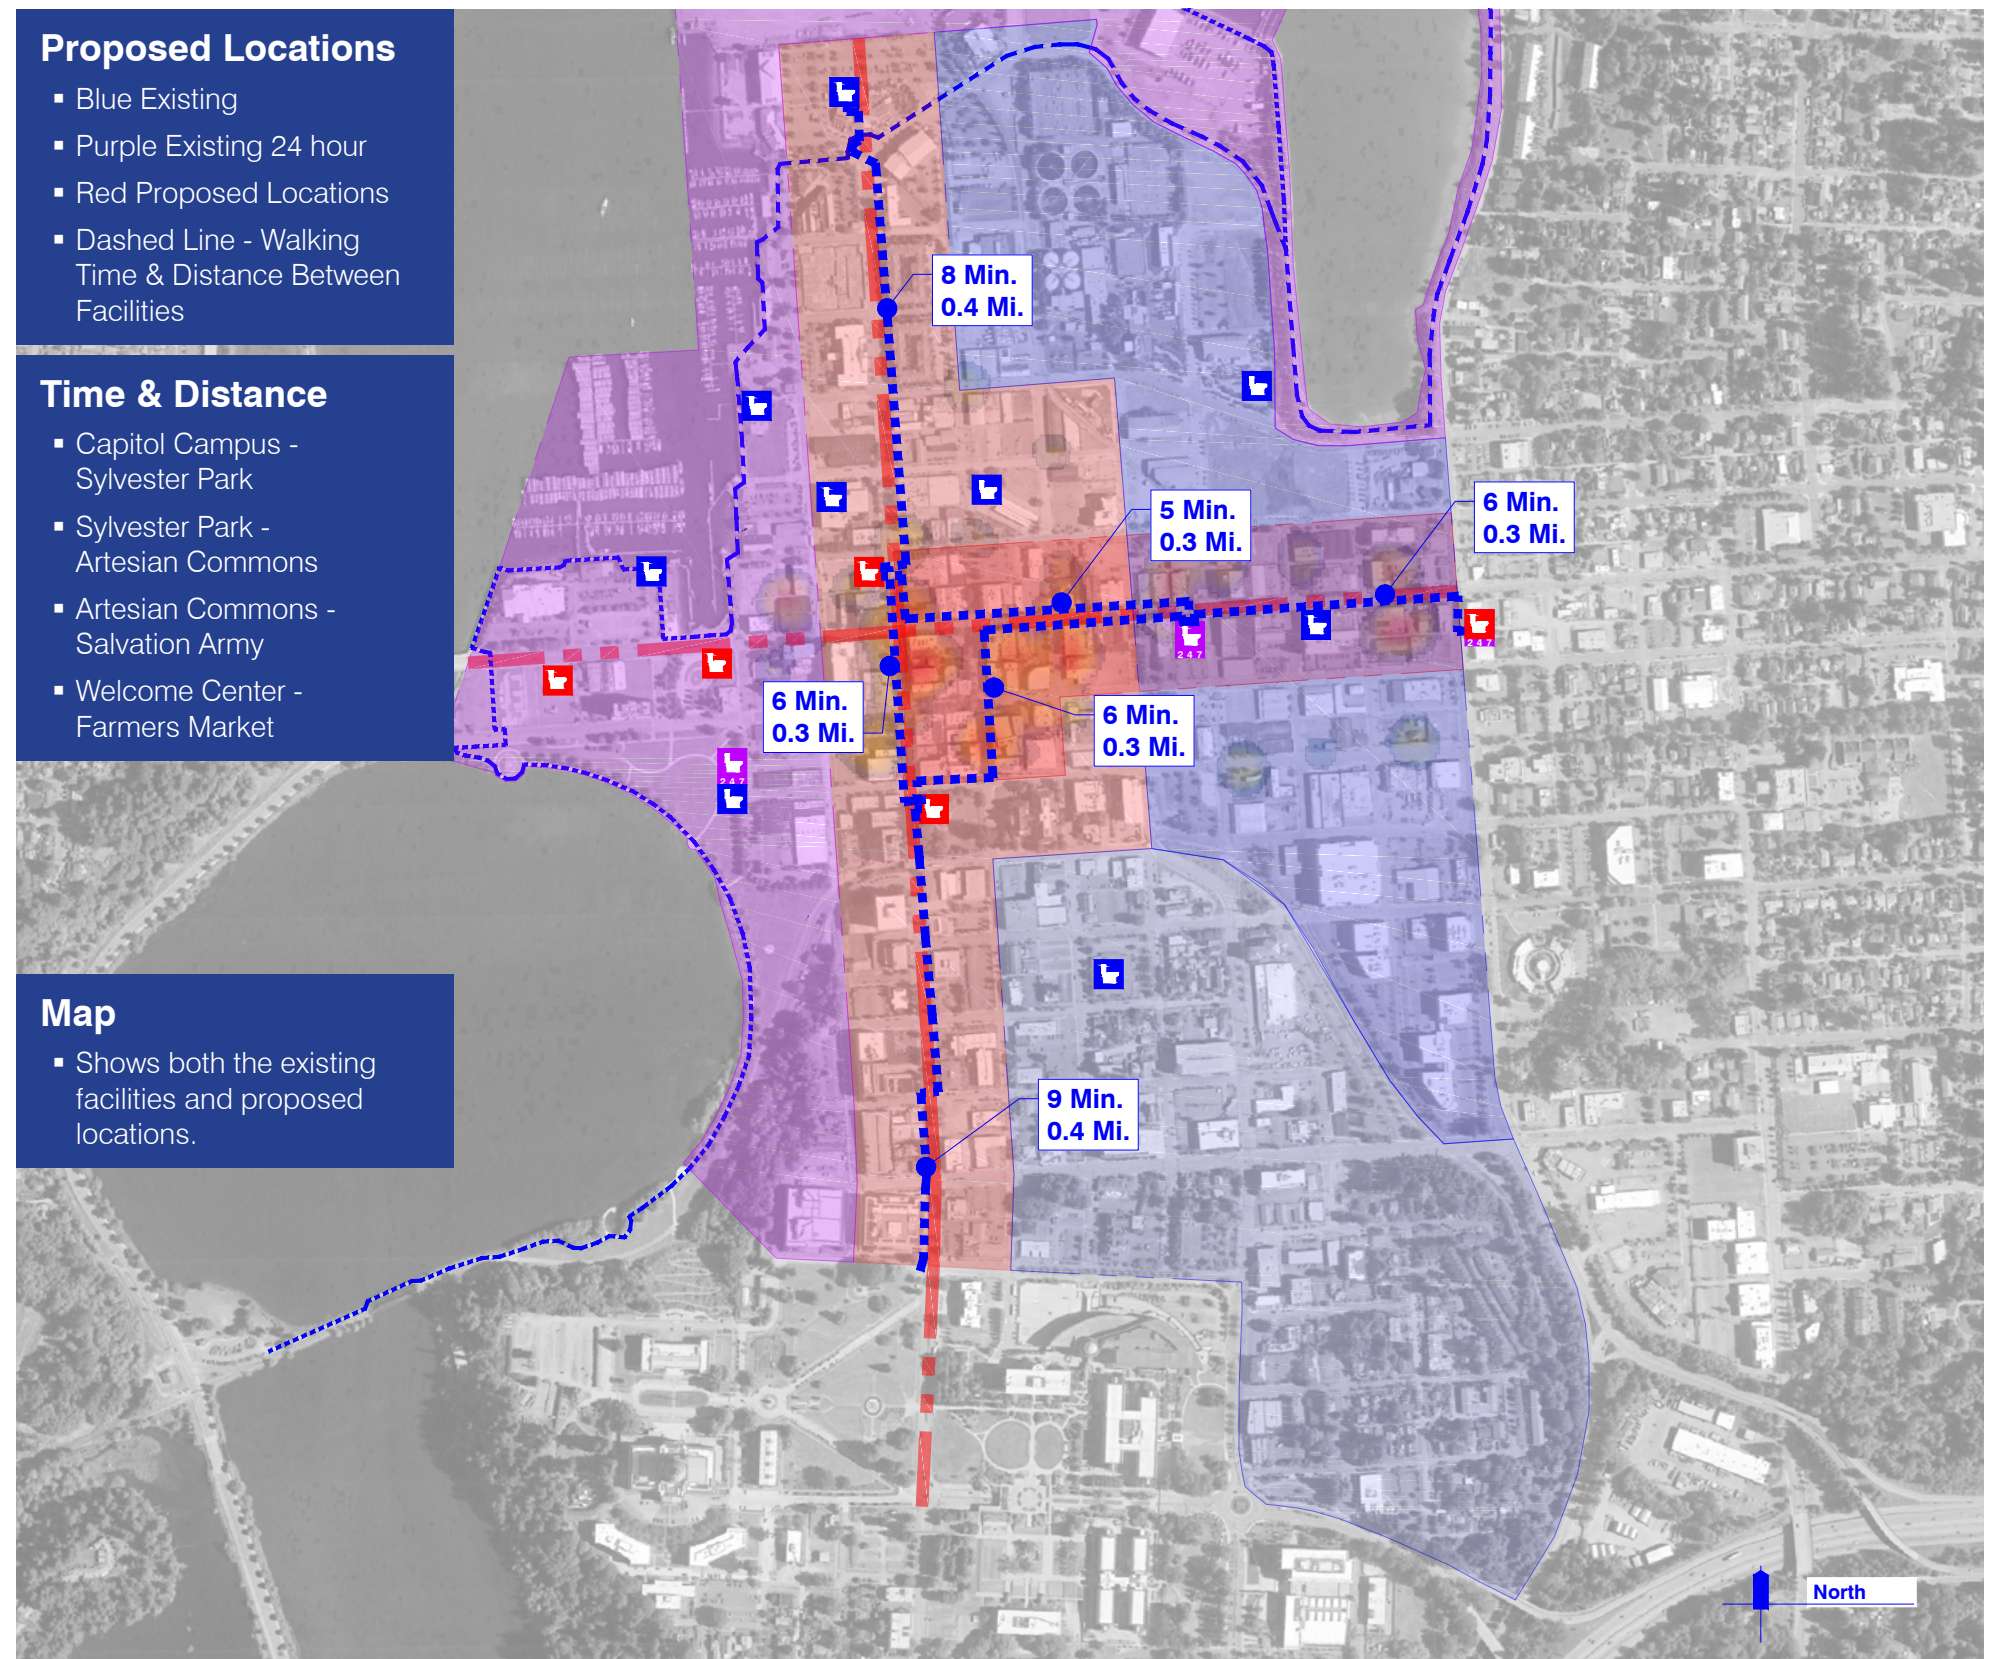 Proposed Locations
▪ Blue Existing
▪ Purple Existing 24 hour
▪ Red Proposed Locations
▪ Dashed Line - Walking
Time & Distance Between
Facilities
Time & Distance
▪ Capitol Campus -
Sylvester Park
▪ Sylvester Park -
Artesian Commons
▪ Artesian Commons -
Salvation Army
▪ Welcome Center -
Farmers Market
Map
▪ Shows both the existing
facilities and proposed
locations.
8 Min.
0.4 Mi.
5 Min.
0.3 Mi.
6 Min.
0.3 Mi.
247
247
6 Min.
0.3 Mi.
6 Min.
0.3 Mi.
247
9 Min.
0.4 Mi.
North